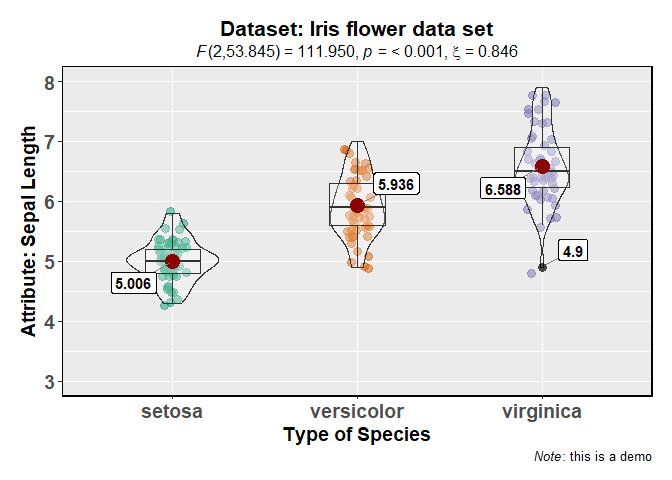 Dataset: Iris flower data set
F(2,53.845) = 111.950, p = < 0.001, ξ = 0.846
Attribute: Sepal Length
8
7
6
5
4
3
5.936
6.588
4.9
5.006
setosa
versicolor
virginica
Type of Species
Note: this is a demo